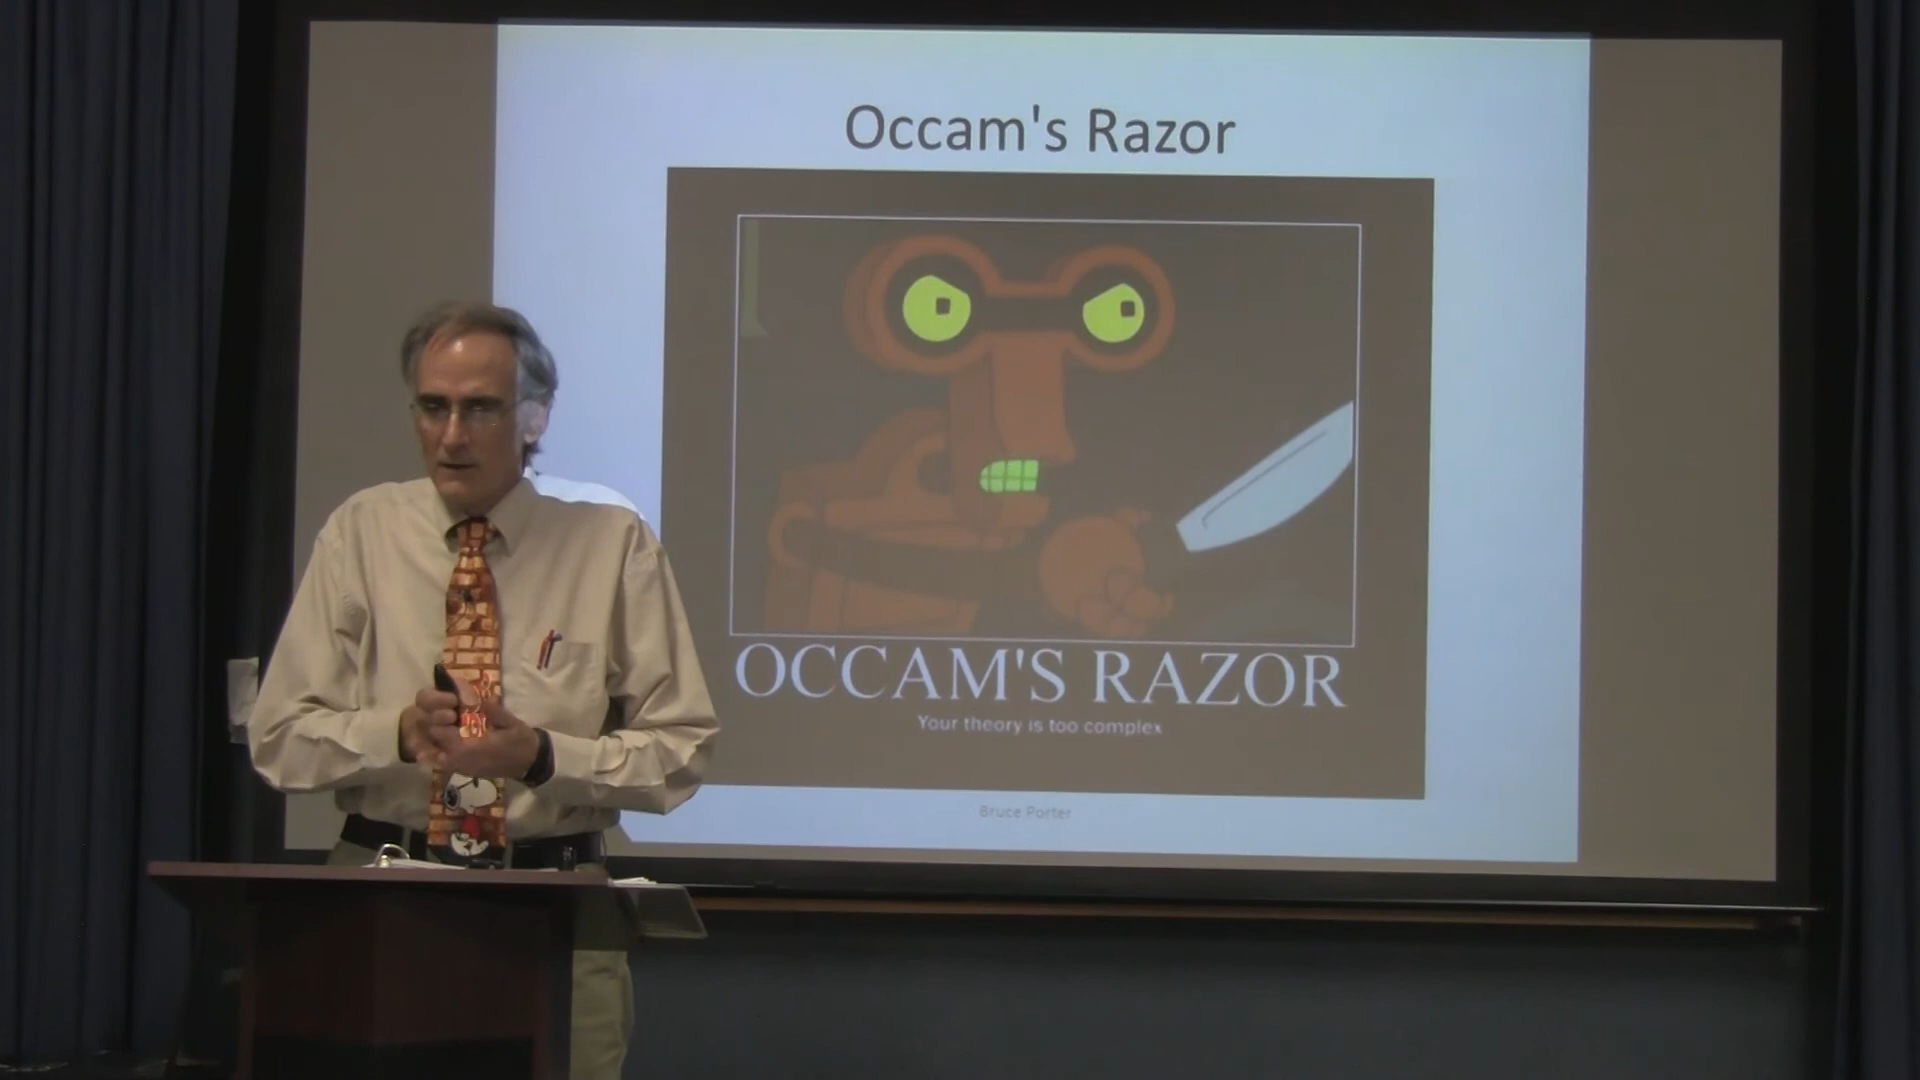 Occam's Razor
OCCAM'S RAZOR
Your theory is too complex
Bruce Porter